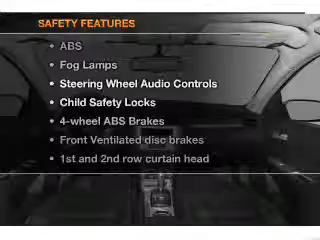 SAFETY FEATURES
• ABS
• Fog Lamps
• Steering Wheel Audio Controls
• Child Safety Locks
• 4-wheel ABS Brakes
• Front Ventilated disc brakes
• 1st and 2nd row curtain head